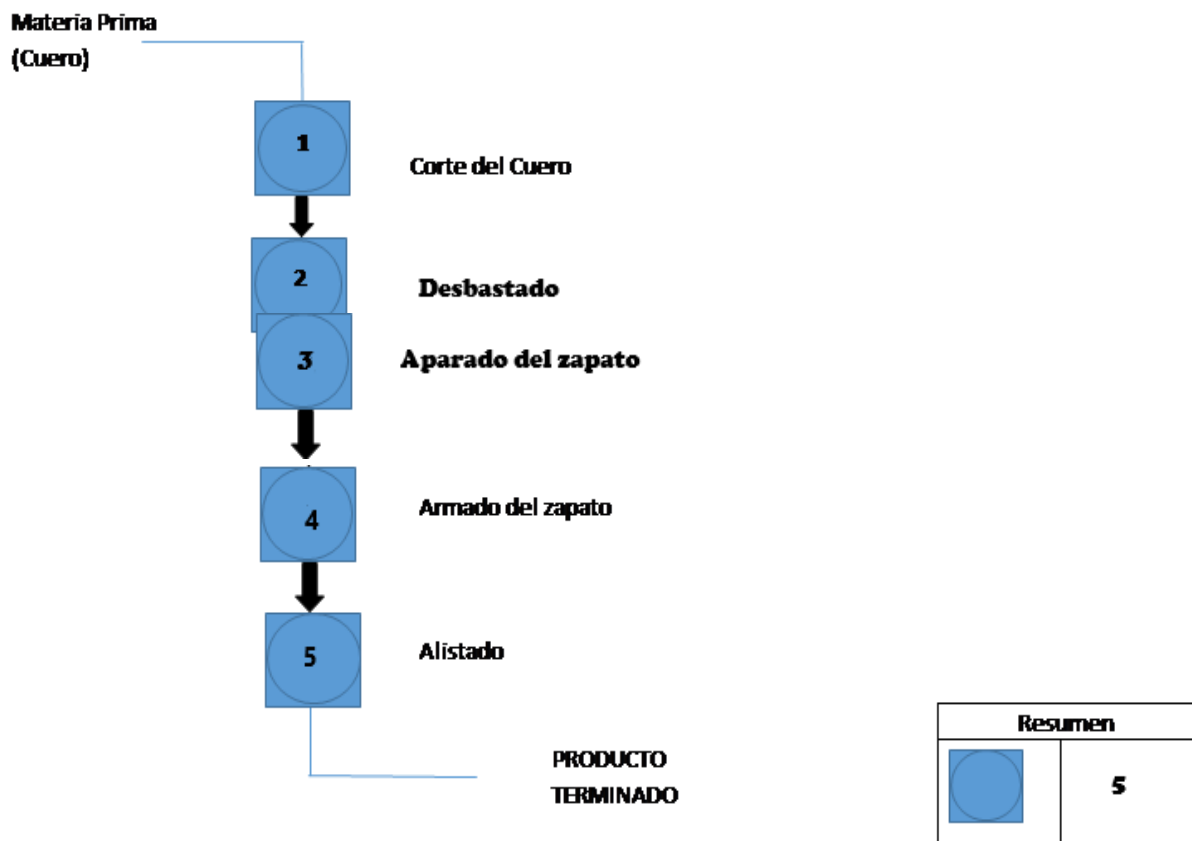 Materia Prima
(Cuero)
1
Corte del Cuero
2
Desbastado
3
Aparado del zapato
4
Armado del zapato
5
Alistado
PRODUCTO
TERMINADO
Resumen
5